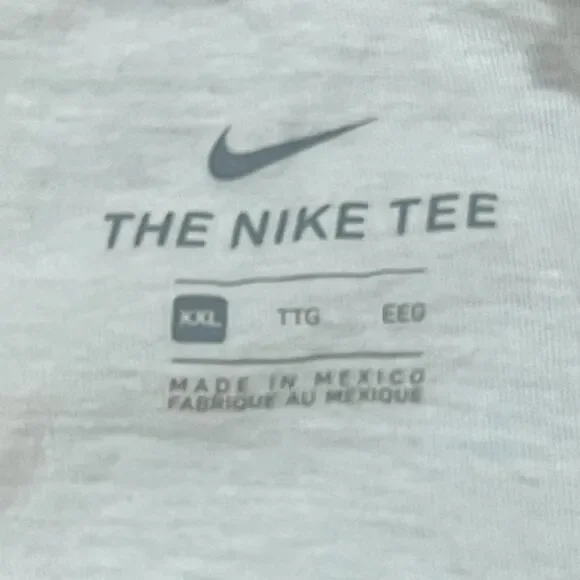 THE NIKE TEE
XXL TTG EEG
MADE IN MEXICO
FABRIQUE AU MEXIQUE